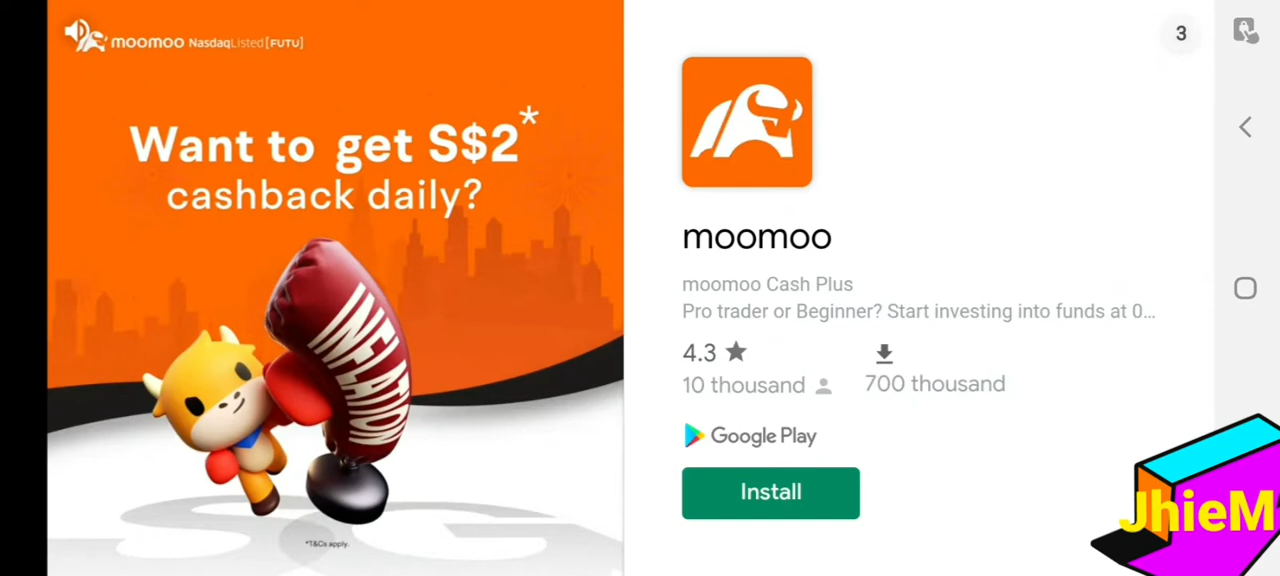 moomoo NasdaqListed[FUTU]
Want to get S$2*
cashback daily?
INFLATION
SG
*T&Cs apply.
3
moomoo
moomoo Cash Plus
Pro trader or Beginner? Start investing into funds at 0...
4.3
10 thousand
700 thousand
Google Play
Install
JhieM